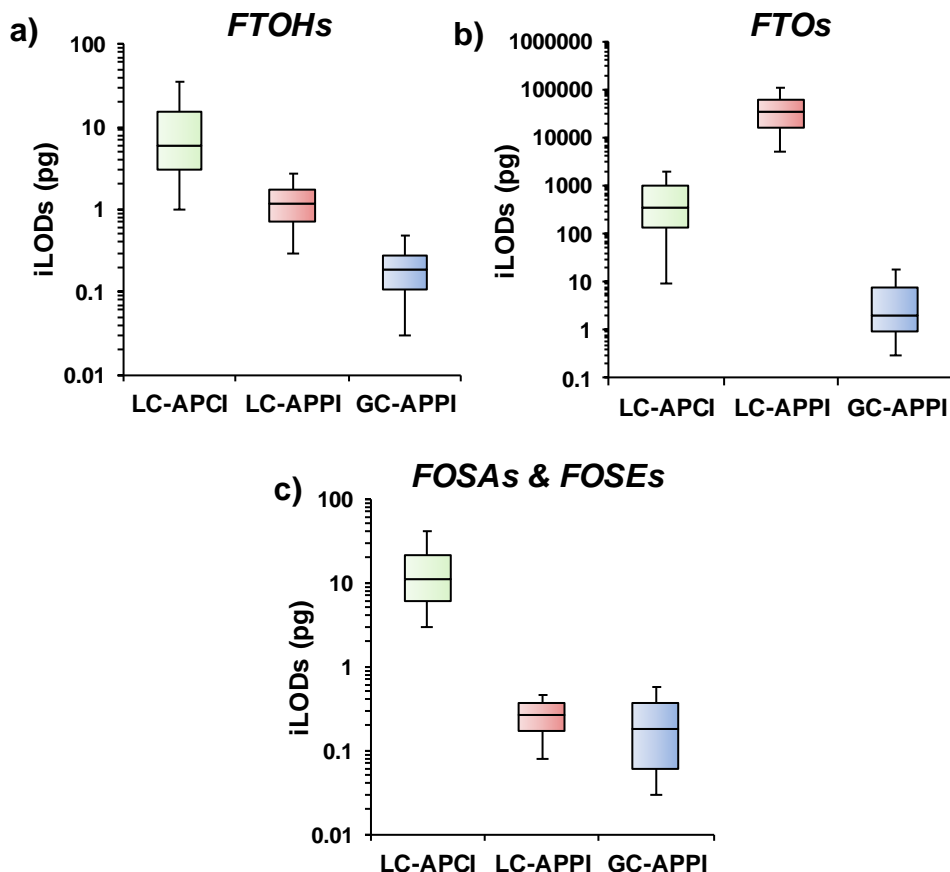 a)
FTOHs
iLODs (pg)
100
10
1
0.1
0.01
LC-APCI LC-APPI GC-APPI
b)
FTOs
iLODs (pg)
1000000
100000
10000
1000
100
10
1
0.1
LC-APCI LC-APPI GC-APPI
c)
FOSAs & FOSEs
iLODs (pg)
100
10
1
0.1
0.01
LC-APCI LC-APPI GC-APPI